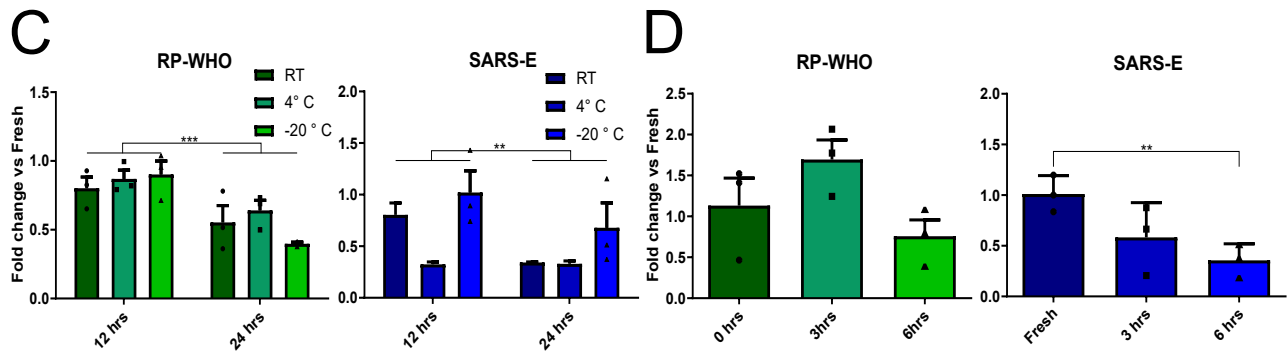 C
RP-WHO
RT
4° C
-20 ° C
Fold change vs Fresh
1.5
1.0
0.5
0.0
***
12 hrs
24 hrs
SARS-E
RT
4° C
-20 ° C
2.0
1.5
1.0
0.5
0.0
**
12 hrs
24 hrs
D
RP-WHO
Fold change vs Fresh
2.5
2.0
1.5
1.0
0.5
0.0
0 hrs
3hrs
6hrs
SARS-E
2.0
1.5
1.0
0.5
0.0
**
Fresh
3 hrs
6 hrs